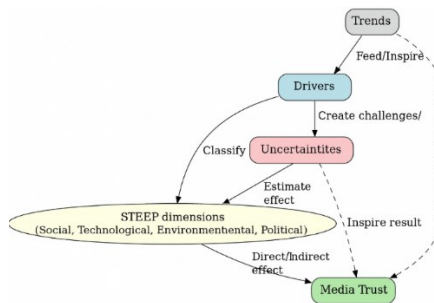 Trends
Feed/Inspire
Drivers
Create challenges/
Uncertaintites
Classify
Estimate
effect
STEEP dimensions
(Social, Technological, Environmemental, Political)
Inspire result
Direct/Indirect
effect
Media Trust